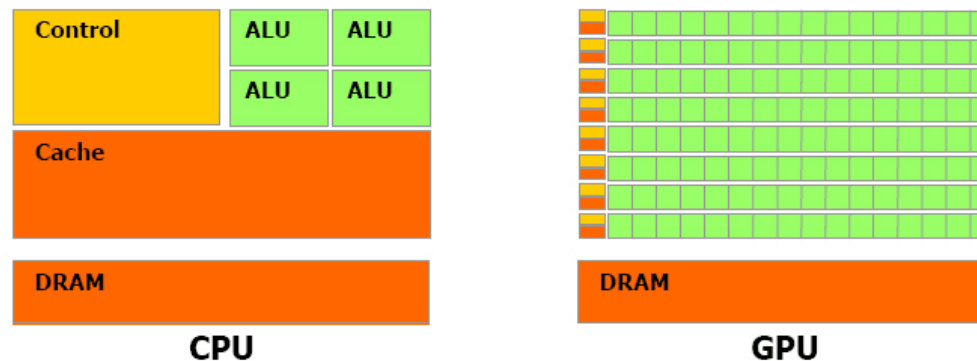 Control
ALU ALU
ALU ALU
Cache
DRAM
CPU
DRAM
GPU